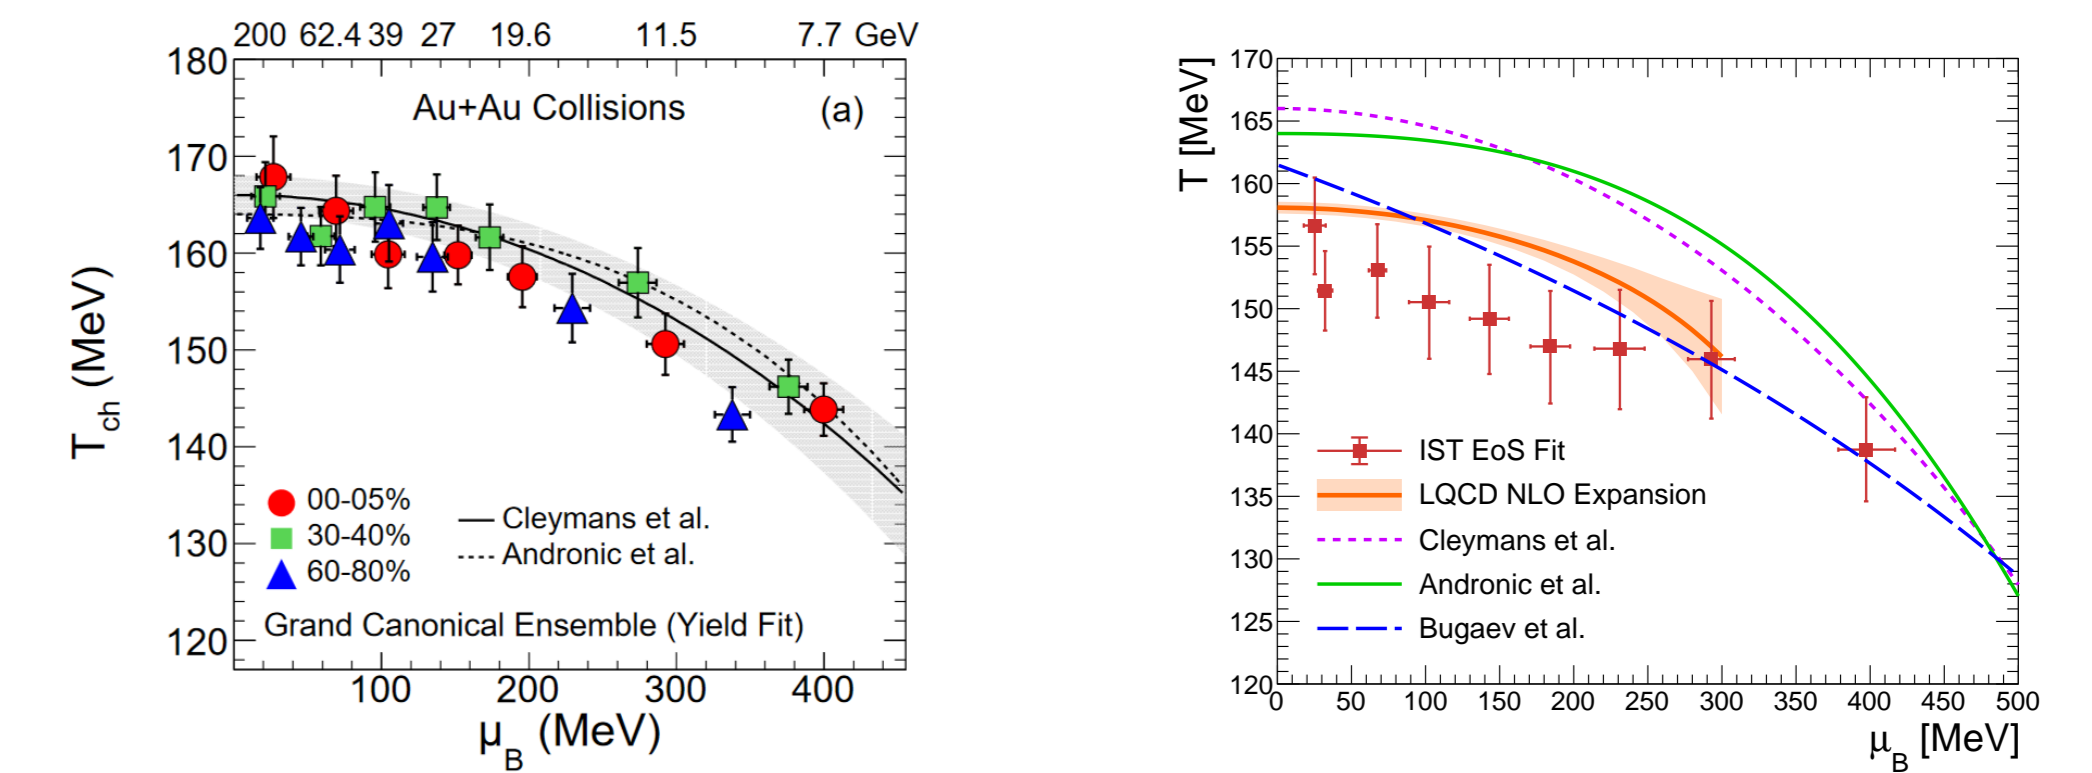 200 62.4 39 27 19.6 11.5 7.7 GeV
180
170
160
150
140
130
120
T_ch (MeV)
Au+Au Collisions (a)
00-05%
30-40%
60-80%
Cleymans et al.
Andronic et al.
Grand Canonical Ensemble (Yield Fit)
100 200 300 400
μ_B (MeV)
T [MeV]
170
165
160
155
150
145
140
135
130
125
120
IST EoS Fit
LQCD NLO Expansion
Cleymans et al.
Andronic et al.
Bugaev et al.
0 50 100 150 200 250 300 350 400 450 500
μ_B [MeV]